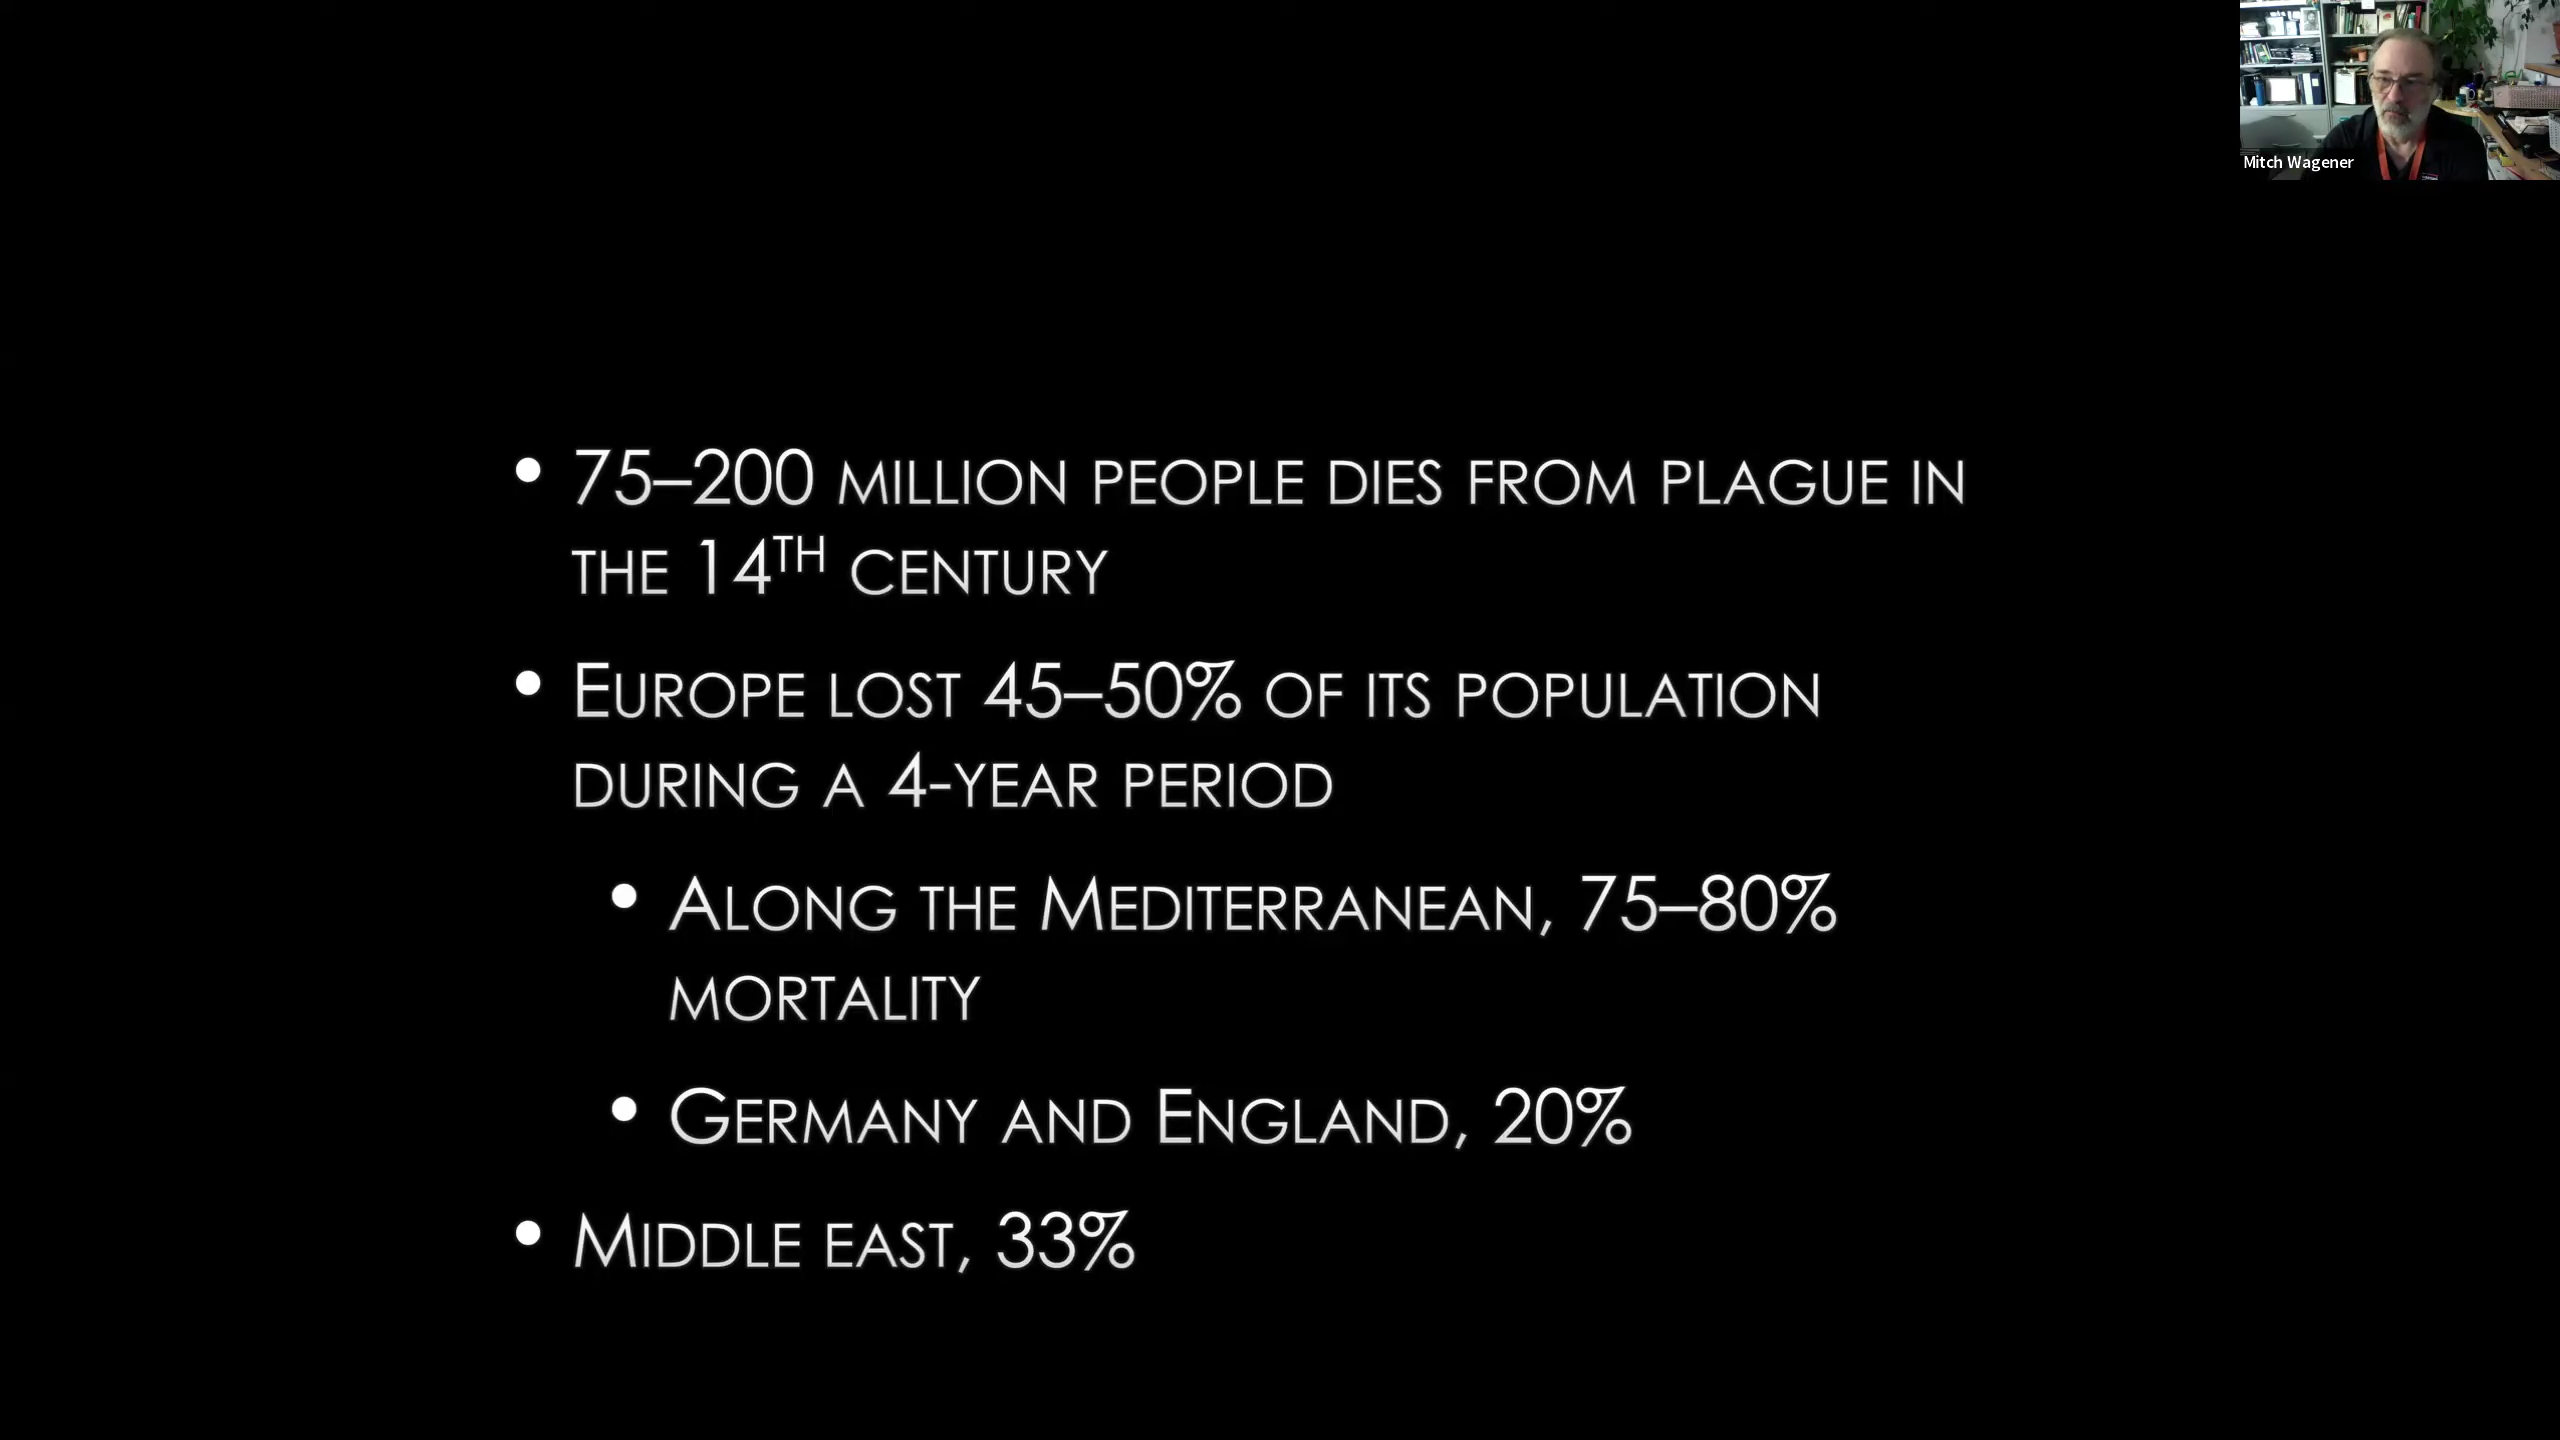 Mitch Wagener
• 75–200 MILLION PEOPLE DIES FROM PLAGUE IN
THE 14TH CENTURY
• EUROPE LOST 45–50% OF ITS POPULATION
DURING A 4-YEAR PERIOD
• ALONG THE MEDITERRANEAN, 75–80%
MORTALITY
• GERMANY AND ENGLAND, 20%
• MIDDLE EAST, 33%